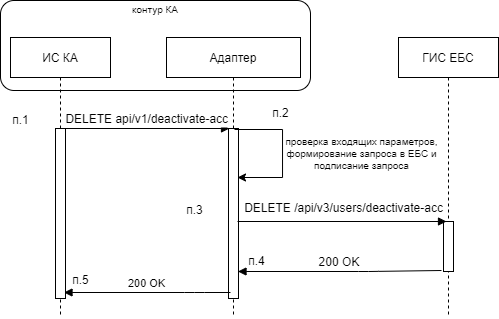 контур КА
ИС КА
Адаптер
ГИС ЕБС
п.1
DELETE api/v1/deactivate-acc
п.2
проверка входящих параметров,
формирование запроса в ЕБС и
подписание запроса
п.3
DELETE /api/v3/users/deactivate-acc
п.4
200 OK
п.5
200 OK